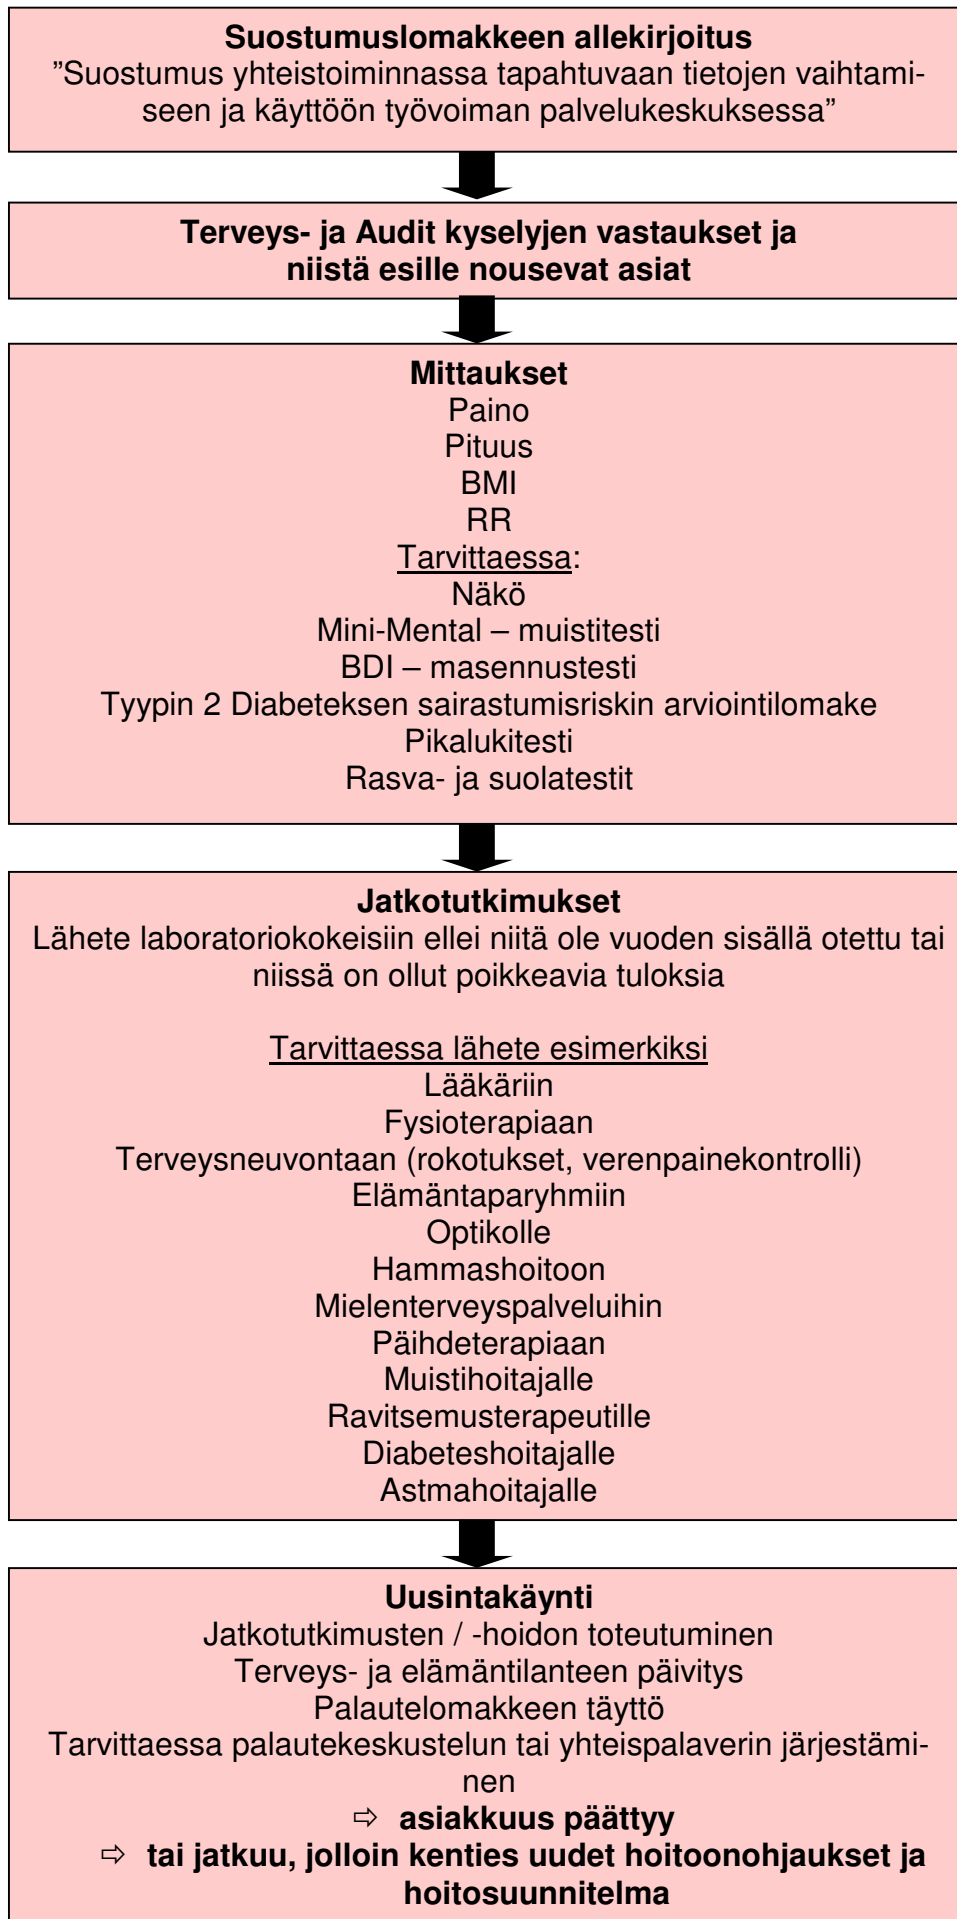 Suostumuslomakkeen allekirjoitus
”Suostumus yhteistoiminnassa tapahtuvaan tietojen vaihtami-
seen ja käyttöön työvoiman palvelukeskuksessa”
Terveys- ja Audit kyselyjen vastaukset ja
niistä esille nousevat asiat
Mittaukset
Paino
Pituus
BMI
RR
Tarvittaessa:
Näkö
Mini-Mental – muistitesti
BDI – masennustesti
Tyypin 2 Diabeteksen sairastumisriskin arviointilomake
Pikalukitesti
Rasva- ja suolatestit
Jatkotutkimukset
Lähete laboratoriokokeisiin ellei niitä ole vuoden sisällä otettu tai
niissä on ollut poikkeavia tuloksia
Tarvittaessa lähete esimerkiksi
Lääkäriin
Fysioterapiaan
Terveysneuvontaan (rokotukset, verenpainekontrolli)
Elämäntaparyhmiin
Optikolle
Hammashoitoon
Mielenterveyspalveluihin
Päihdeterapiaan
Muistihoitajalle
Ravitsemusterapeutille
Diabeteshoitajalle
Astmahoitajalle
Uusintakäynti
Jatkotutkimusten / -hoidon toteutuminen
Terveys- ja elämäntilanteen päivitys
Palautelomakkeen täyttö
Tarvittaessa palautekeskustelun tai yhteispalaverin järjestämi-
nen
⇨ asiakkuus päättyy
⇨ tai jatkuu, jolloin kenties uudet hoitoonohjaukset ja
hoitosuunnitelma